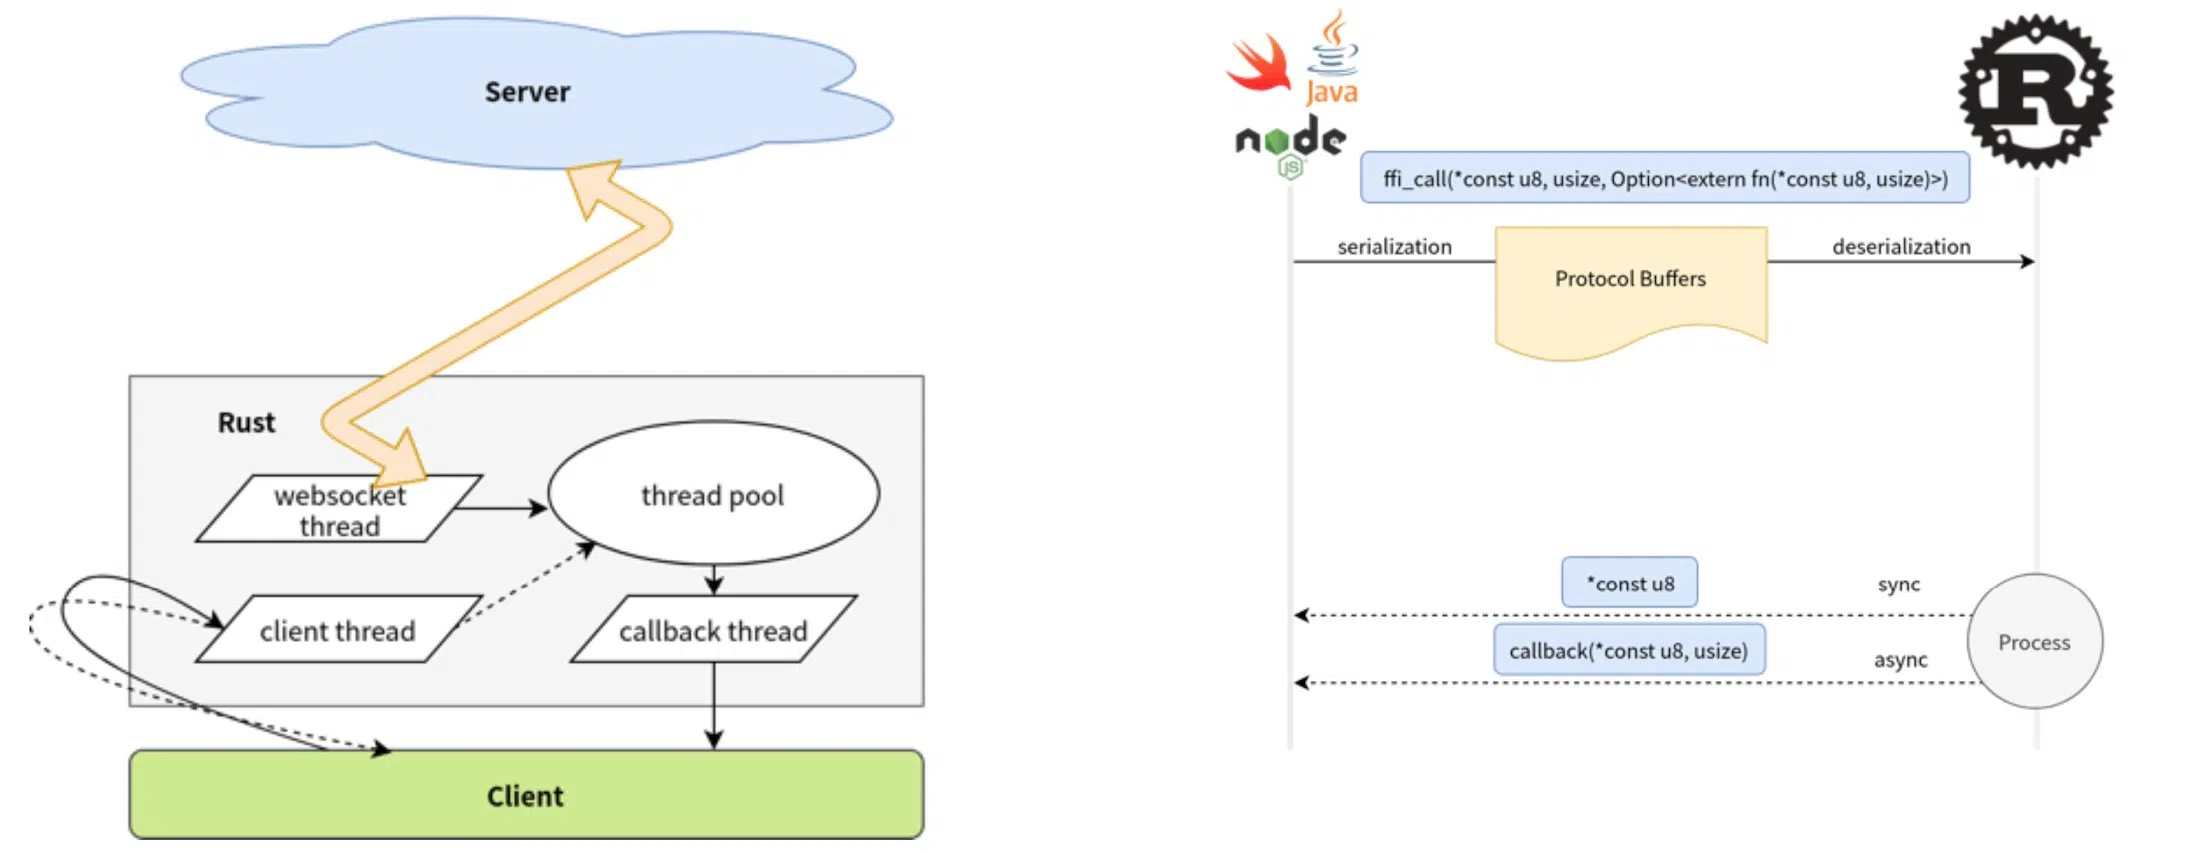 Server
Rust
websocket
thread
thread pool
client thread
callback thread
Client
Java
node
JS
R
ffi_call(*const u8, usize, Option<extern fn(*const u8, usize)>)
serialization
Protocol Buffers
deserialization
*const u8
sync
callback(*const u8, usize)
async
Process